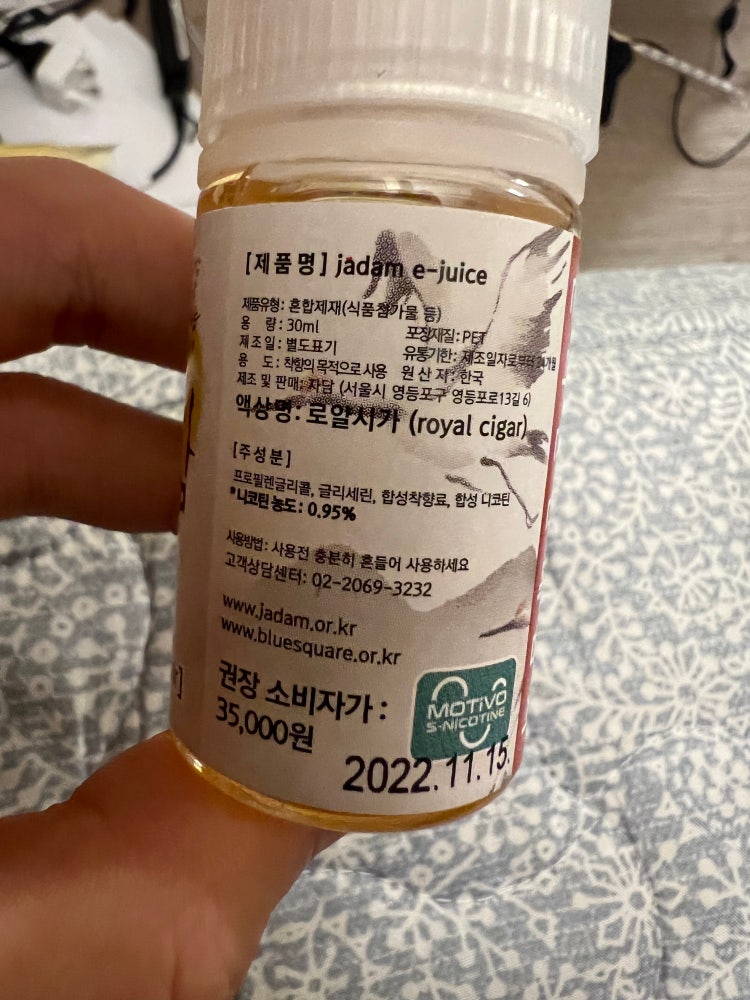 [제품명] jadam e-juice
제품유형: 혼합제재(식품첨가물 등)
용 량: 30ml 포장재질: PET
제조일: 별도표기 유통기한: 제조일자로부터 24개월
용 도: 착향의 목적으로 사용 원산지: 한국
제조 및 판매: 자담 (서울시 영등포구 영등포로13길 6)
액상명: 로얄시가 (royal cigar)
[주성분]
프로필렌글리콜, 글리세린, 합성착향료, 합성 니코틴
*니코틴 농도: 0.95%
사용방법: 사용전 충분히 흔들어 사용하세요
고객상담센터: 02-2069-3232
www.jadam.or.kr
www.bluesquare.or.kr
권장 소비자가:
35,000원
MOTIVO
S-NICOTINE
2022.11.15.